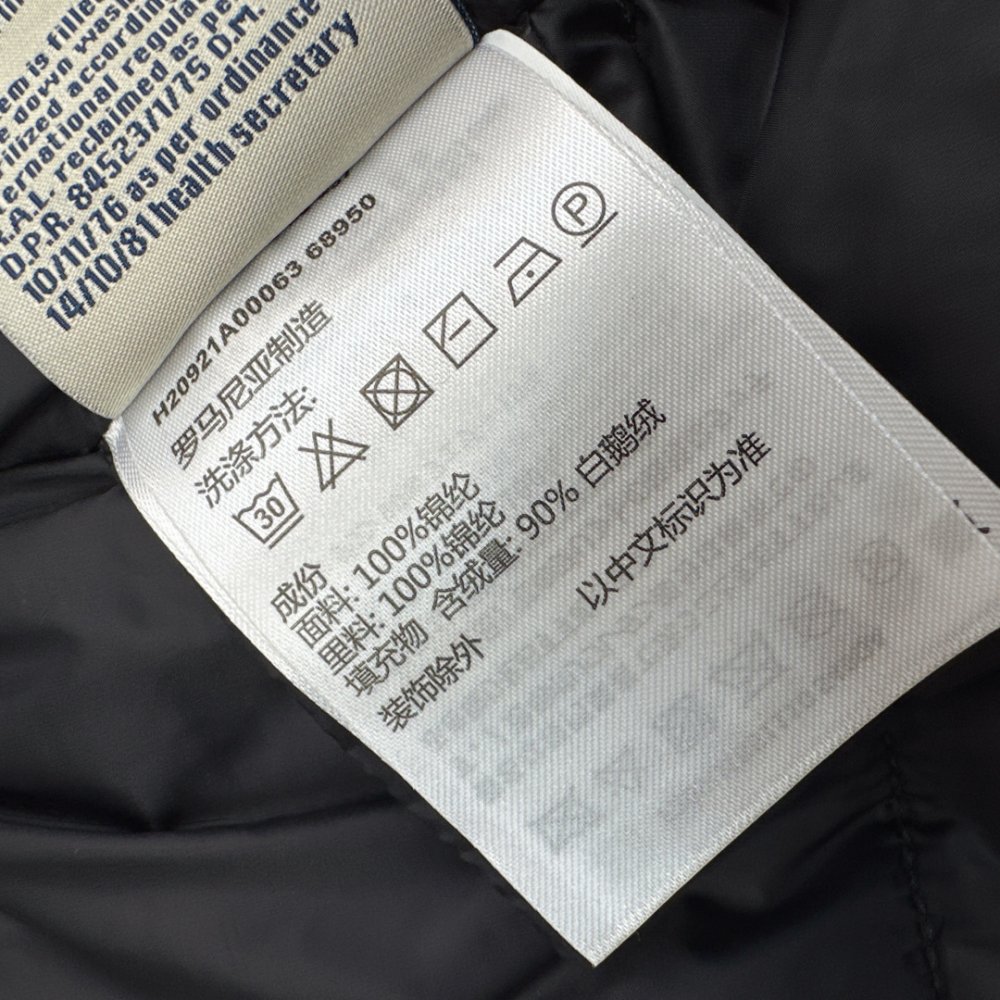 em is fille
e down wash
rilized accordin
ernational regula
R.A.L. reclaimed as pe
D.P.R. 84523/1/75 D.M.
10/11/76 as per ordinance
14/10/81 health secretary
H20921A00063 68950
罗马尼亚制造
洗涤方法:
30
P
成份
面料: 100%锦纶
里料: 100%锦纶
填充物 含绒量: 90% 白鹅绒
装饰除外
以中文标识为准